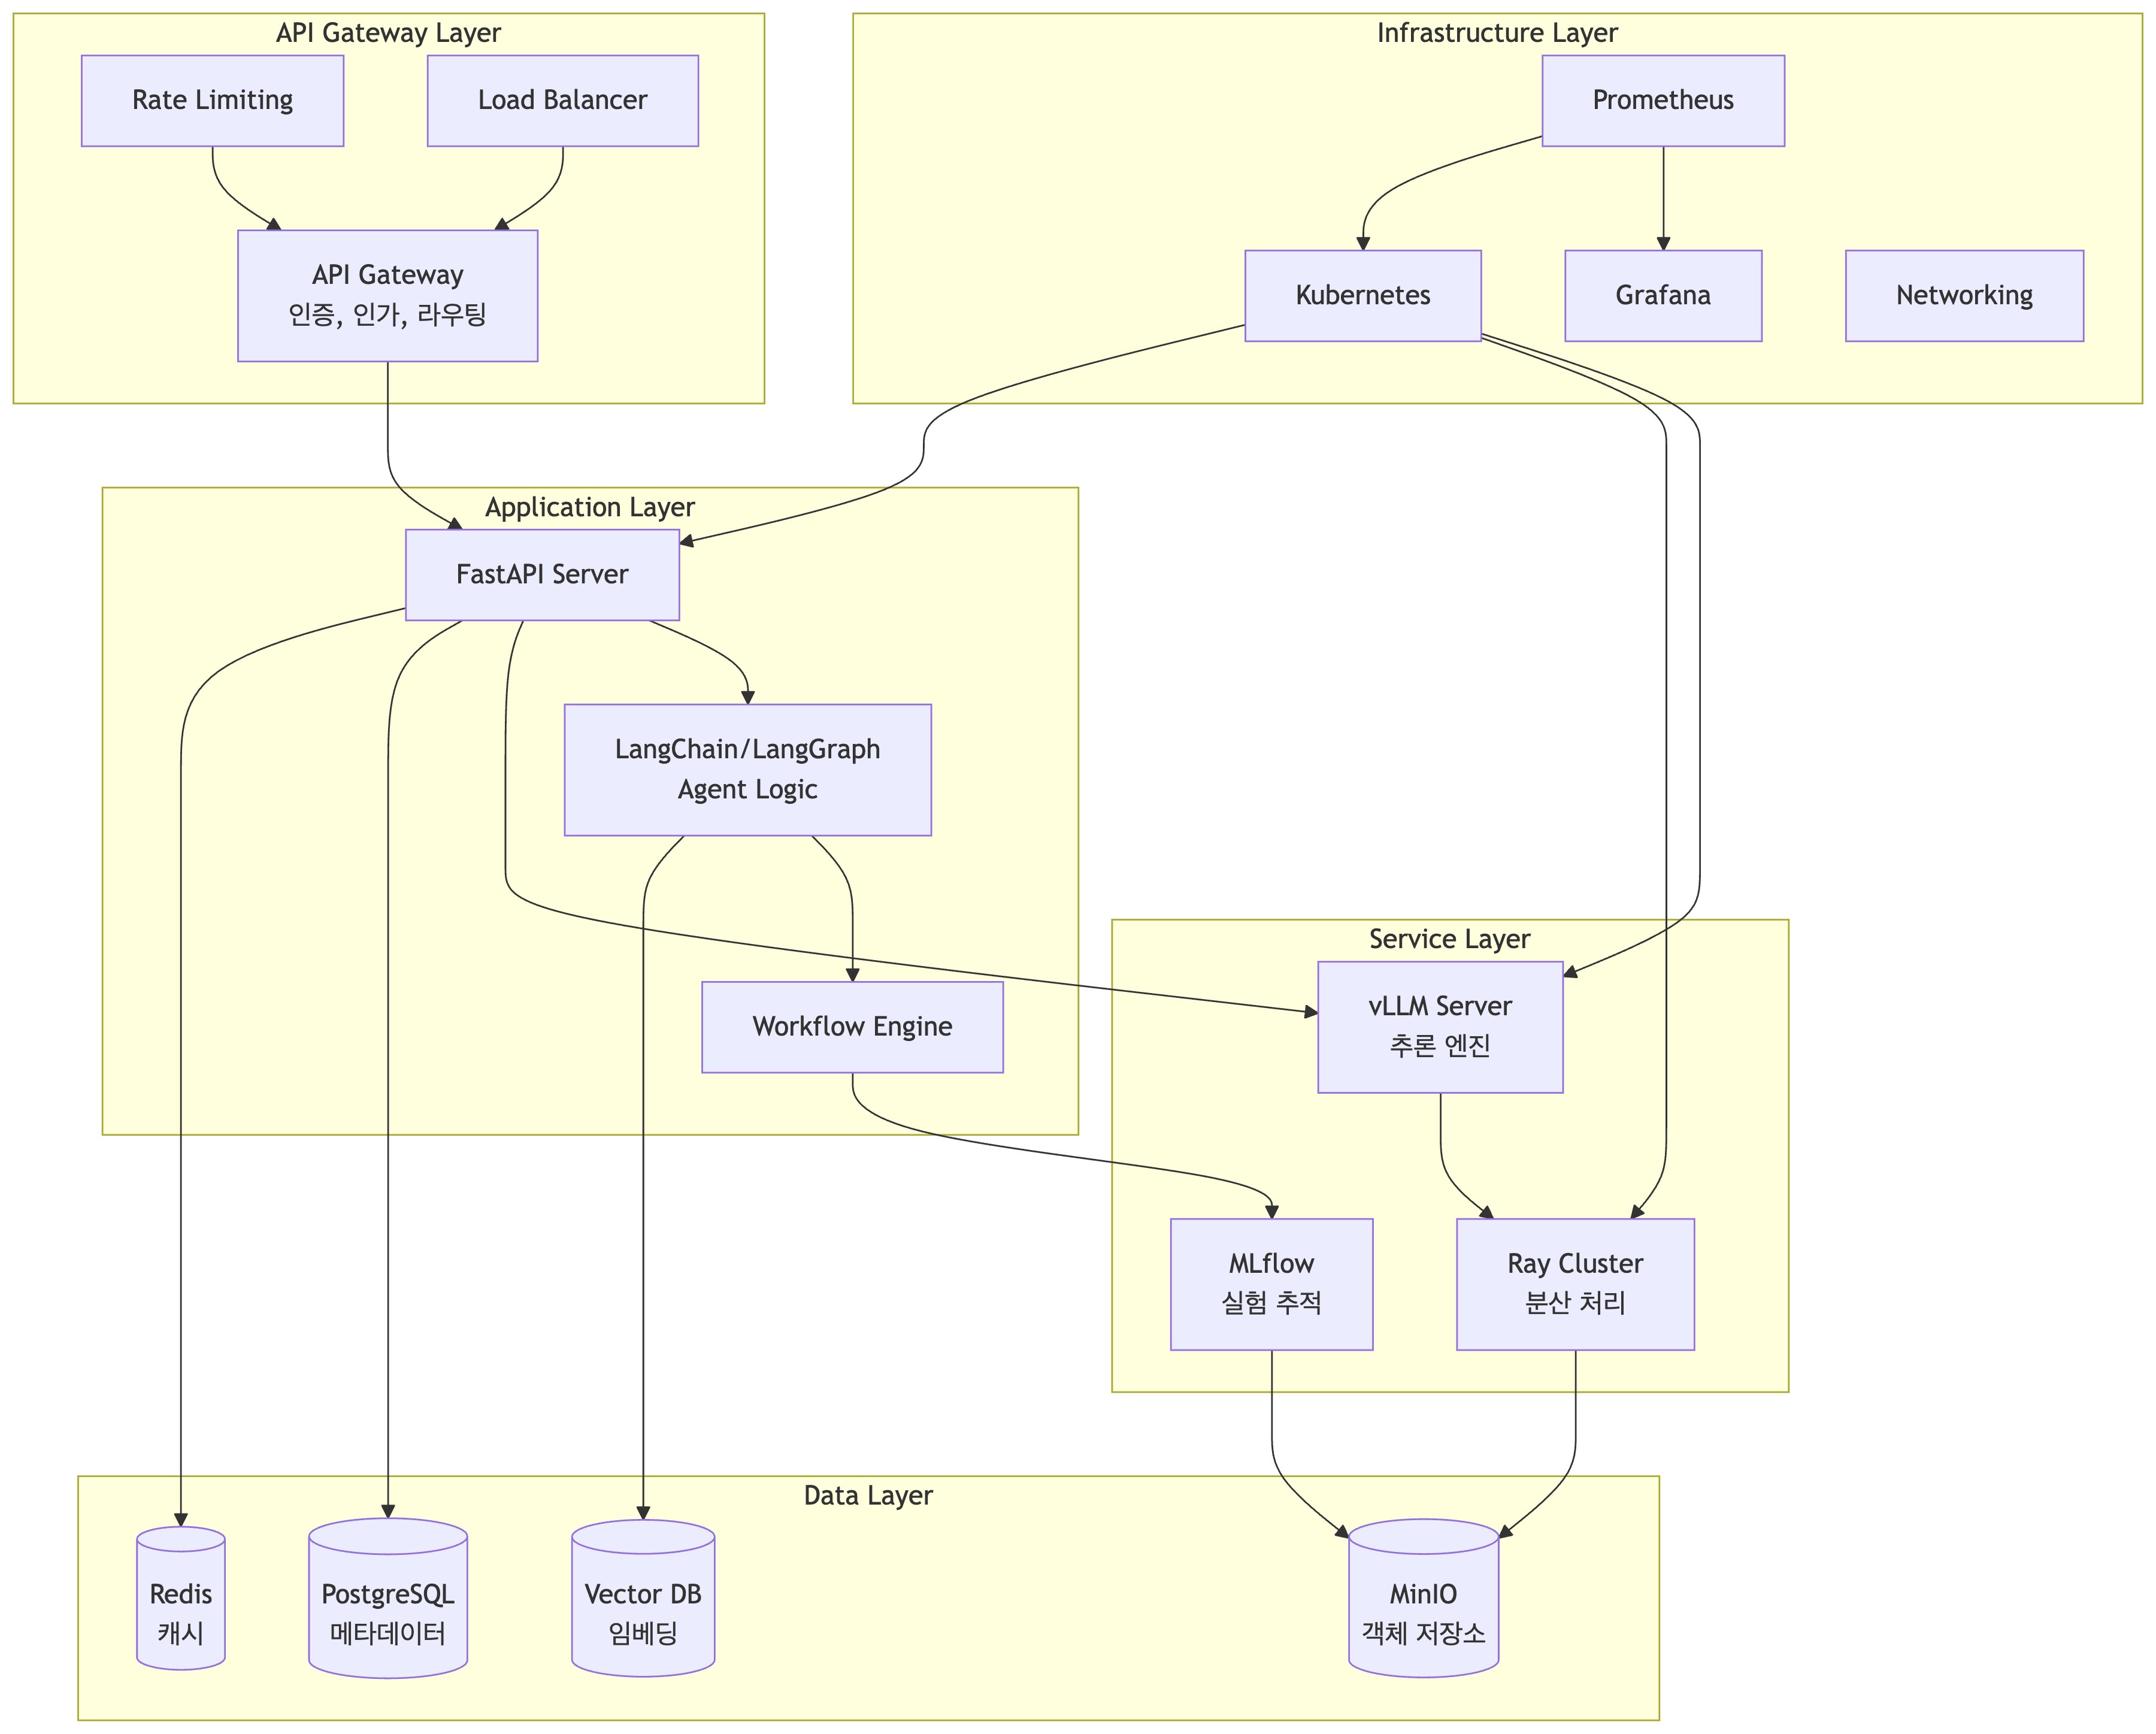 API Gateway Layer
Rate Limiting
Load Balancer
API Gateway
인증, 인가, 라우팅
Infrastructure Layer
Prometheus
Kubernetes
Grafana
Networking
Application Layer
FastAPI Server
LangChain/LangGraph
Agent Logic
Workflow Engine
Service Layer
vLLM Server
추론 엔진
MLflow
실험 추적
Ray Cluster
분산 처리
Data Layer
Redis
캐시
PostgreSQL
메타데이터
Vector DB
임베딩
MinIO
객체 저장소